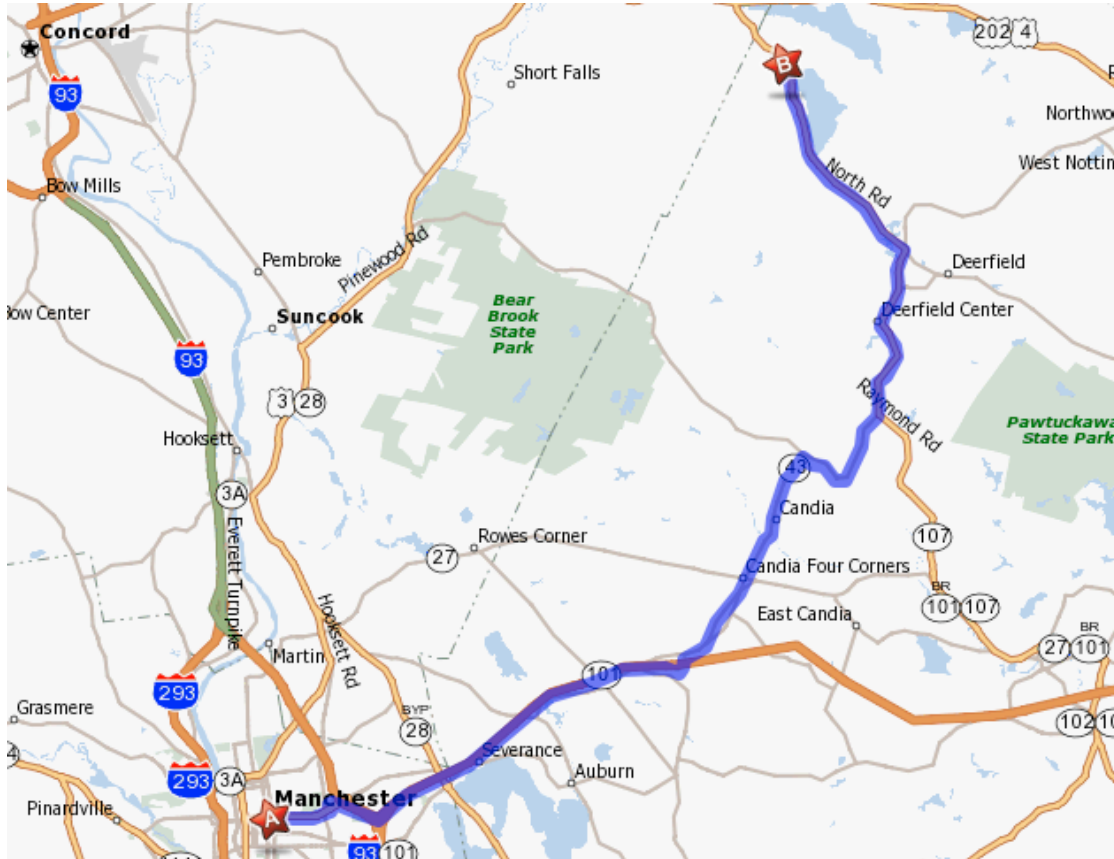 Concord
202 4
93
Short Falls
B
Northwo
West Nottin
Bow Mills
North Rd
Pembroke
Pinewood Rd
Deerfield
Bow Center
Suncook
Bear
Brook
State
Park
Deerfield Center
93
3 28
Raymond Rd
Pawtuckawa
State Park
Hooksett
43
3A
Candia
Everett Turnpike
Rowes Corner
107
27
Candia Four Corners
BR
101 107
Hooksett Rd
East Candia
BR
27 101
Martin
101
293
Grasmere
BYP
28
102 10
Severance
4
293
3A
Auburn
Manchester
Pinardville
A
93 101